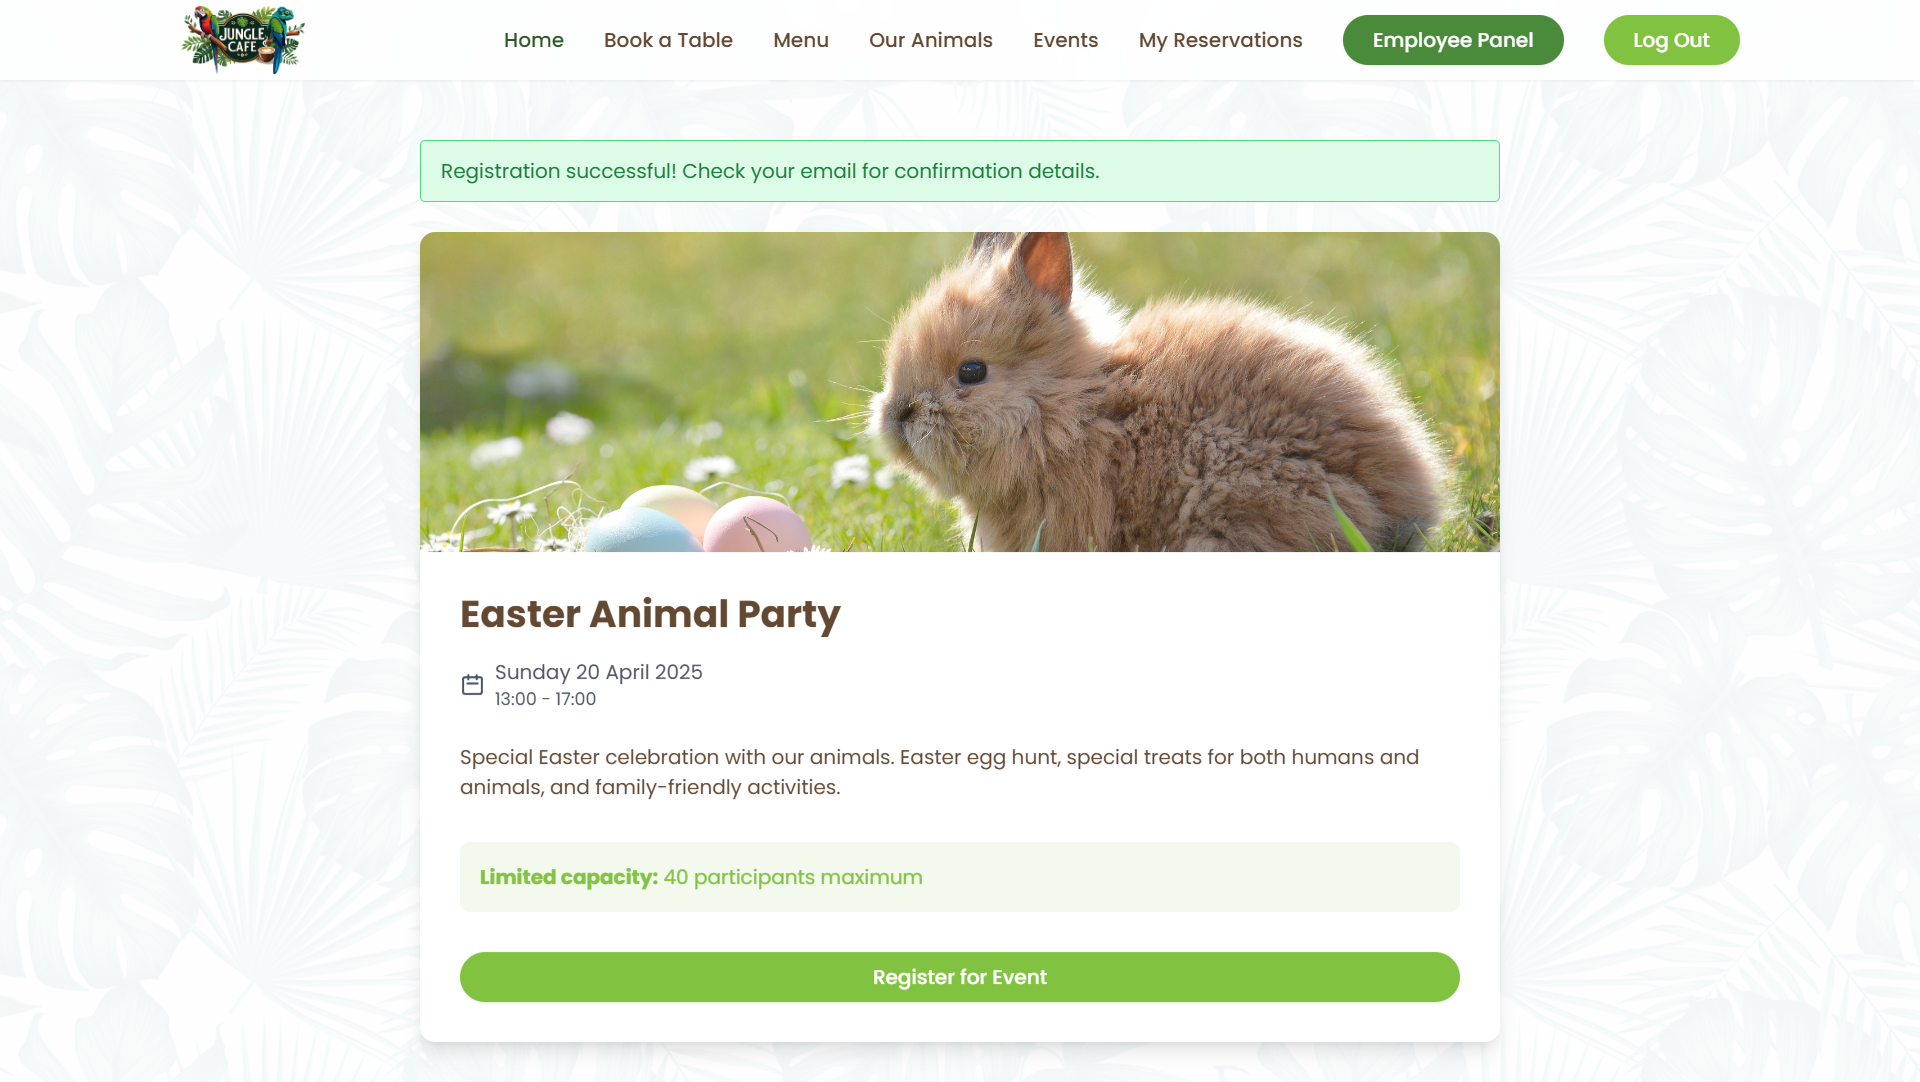 JUNGLE
CAFE
Home
Book a Table
Menu
Our Animals
Events
My Reservations
Employee Panel
Log Out
Registration successful! Check your email for confirmation details.
Easter Animal Party
Sunday 20 April 2025
13:00 - 17:00
Special Easter celebration with our animals. Easter egg hunt, special treats for both humans and
animals, and family-friendly activities.
Limited capacity: 40 participants maximum
Register for Event